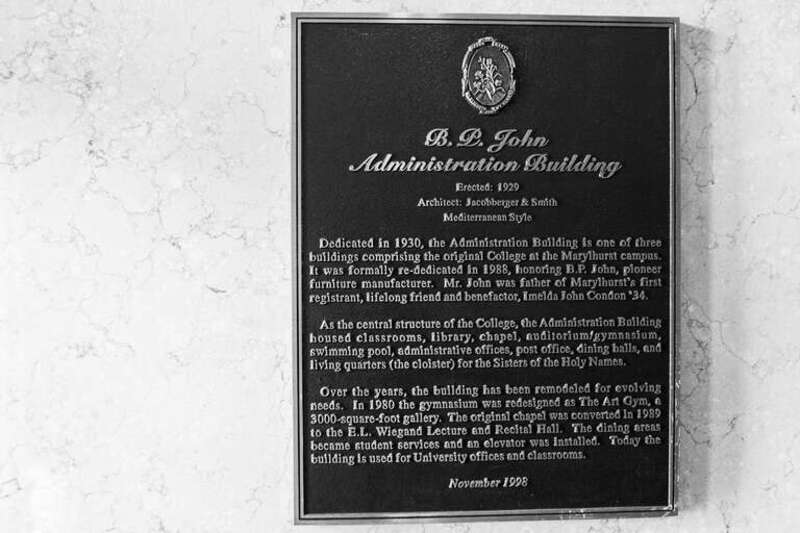 B. P. John
Administration Building
Erected: 1929
Architect: Jacobberger & Smith
Mediterranean Style
Dedicated in 1930, the Administration Building is one of three
buildings comprising the original College at the Marylhurst campus.
It was formally re-dedicated in 1988, honoring B.P. John, pioneer
furniture manufacturer. Mr. John was father of Marylhurst's first
registrant, lifelong friend and benefactor, Imelda John Condon '34.
As the central structure of the College, the Administration Building
housed classrooms, library, chapel, auditorium/gymnasium,
swimming pool, administrative offices, post office, dining halls, and
living quarters (the cloister) for the Sisters of the Holy Names.
Over the years, the building has been remodeled for evolving
needs. In 1980 the gymnasium was redesigned as The Art Gym, a
3000-square-foot gallery. The original chapel was converted in 1989
to the E.L. Wiegand Lecture and Recital Hall. The dining areas
became student services and an elevator was installed. Today the
building is used for University offices and classrooms.
November 1998